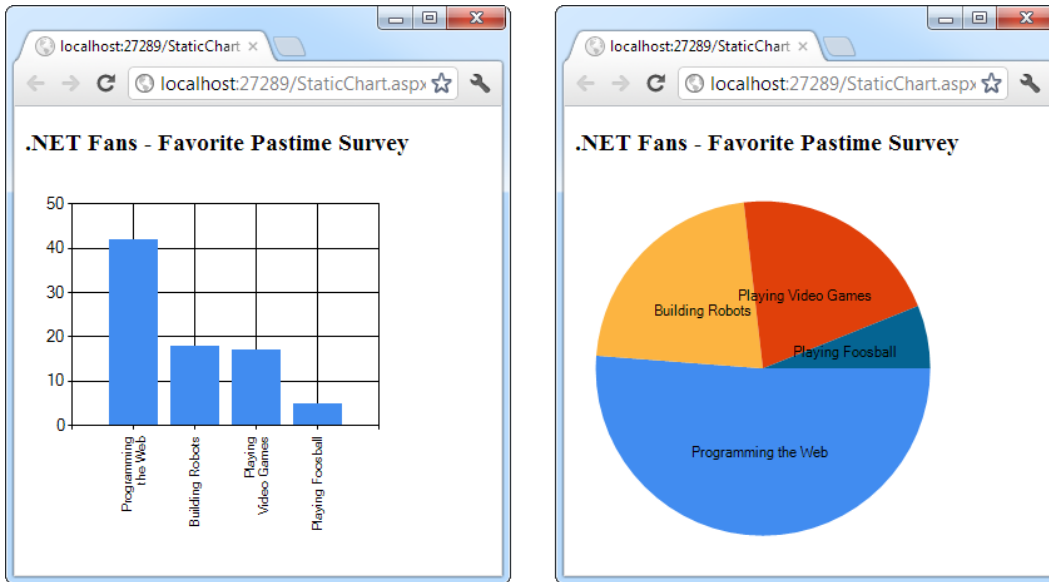 localhost:27289/StaticChart
localhost:27289/StaticChart.aspx
.NET Fans - Favorite Pastime Survey
50
40
30
20
10
0
Programming
the Web
Building Robots
Playing
Video Games
Playing Foosball
localhost:27289/StaticChart
localhost:27289/StaticChart.aspx
.NET Fans - Favorite Pastime Survey
Playing Video Games
Building Robots
Playing Foosball
Programming the Web